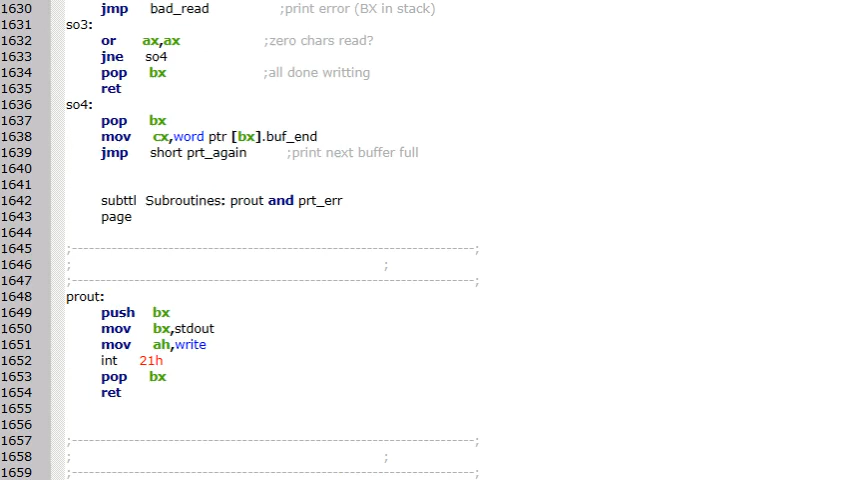 1630 jmp bad_read ;print error (BX in stack)
1631 so3:
1632 or ax,ax ;zero chars read?
1633 jne so4
1634 pop bx ;all done writting
1635 ret
1636 so4:
1637 pop bx
1638 mov cx,word ptr [bx].buf_end
1639 jmp short prt_again ;print next buffer full
1640
1641
1642 subttl Subroutines: prout and prt_err
1643 page
1644
1645 ;---------------------------------------------------------------------;
1646 ; ;
1647 ;---------------------------------------------------------------------;
1648 prout:
1649 push bx
1650 mov bx,stdout
1651 mov ah,write
1652 int 21h
1653 pop bx
1654 ret
1655
1656
1657 ;---------------------------------------------------------------------;
1658 ; ;
1659 ;---------------------------------------------------------------------;